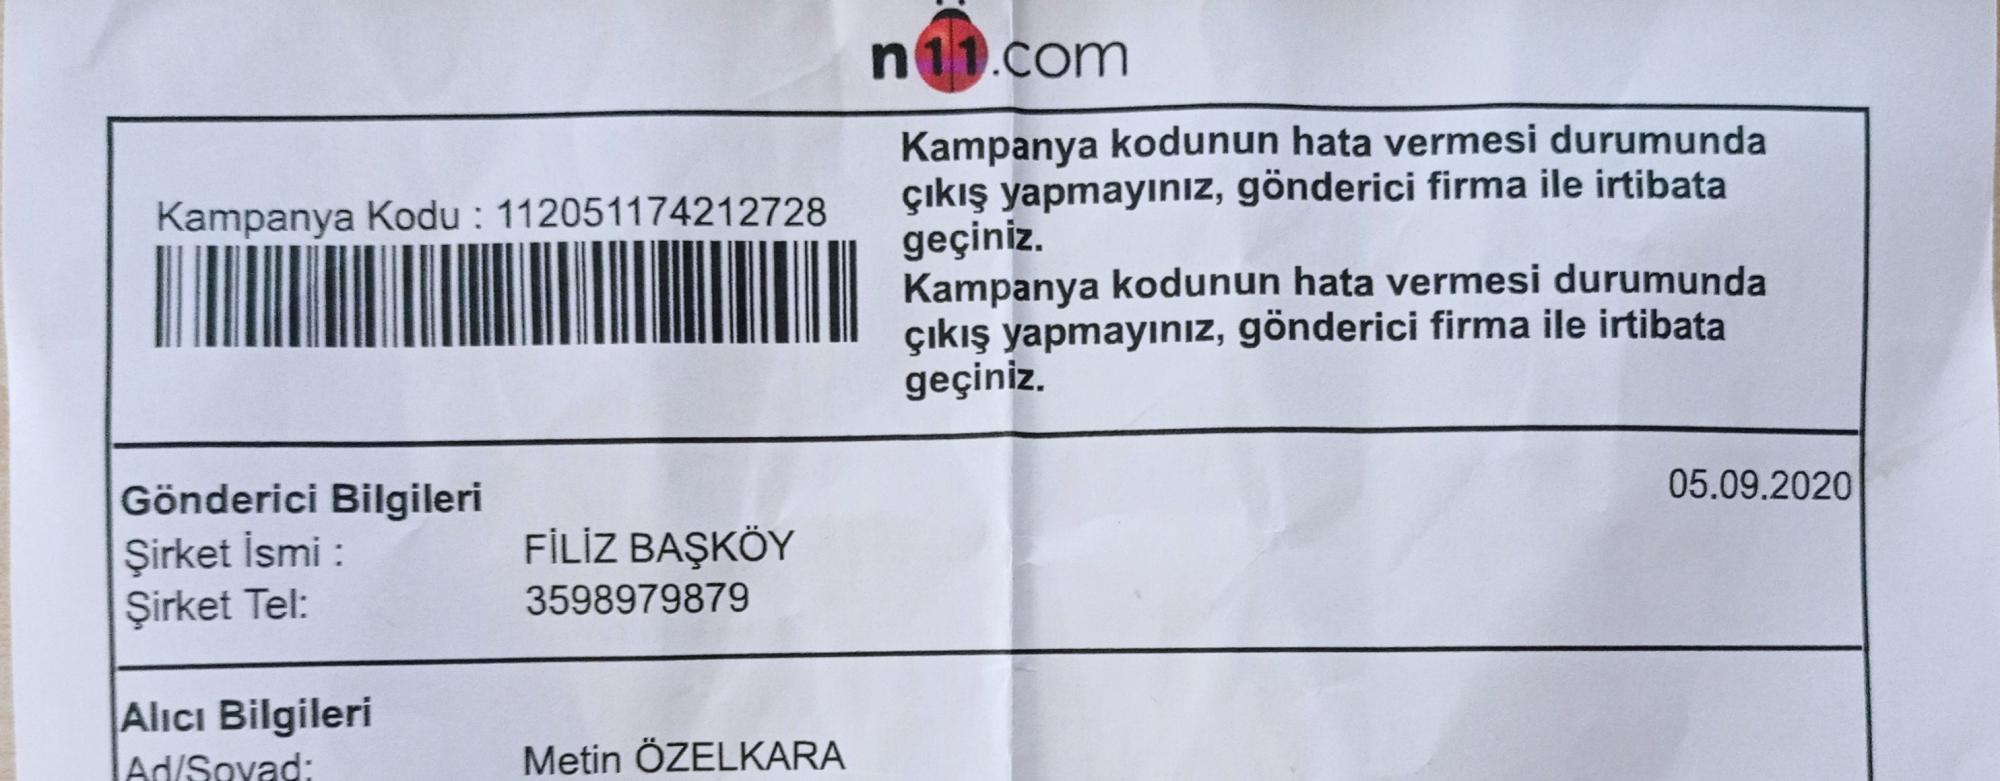 n11.com
Kampanya Kodu : 112051174212728
Kampanya kodunun hata vermesi durumunda
çıkış yapmayınız, gönderici firma ile irtibata
geçiniz.
Kampanya kodunun hata vermesi durumunda
çıkış yapmayınız, gönderici firma ile irtibata
geçiniz.
05.09.2020
Gönderici Bilgileri
Şirket İsmi : FİLİZ BAŞKÖY
Şirket Tel: 3598979879
Alıcı Bilgileri
Ad/Soyad: Metin ÖZELKARA